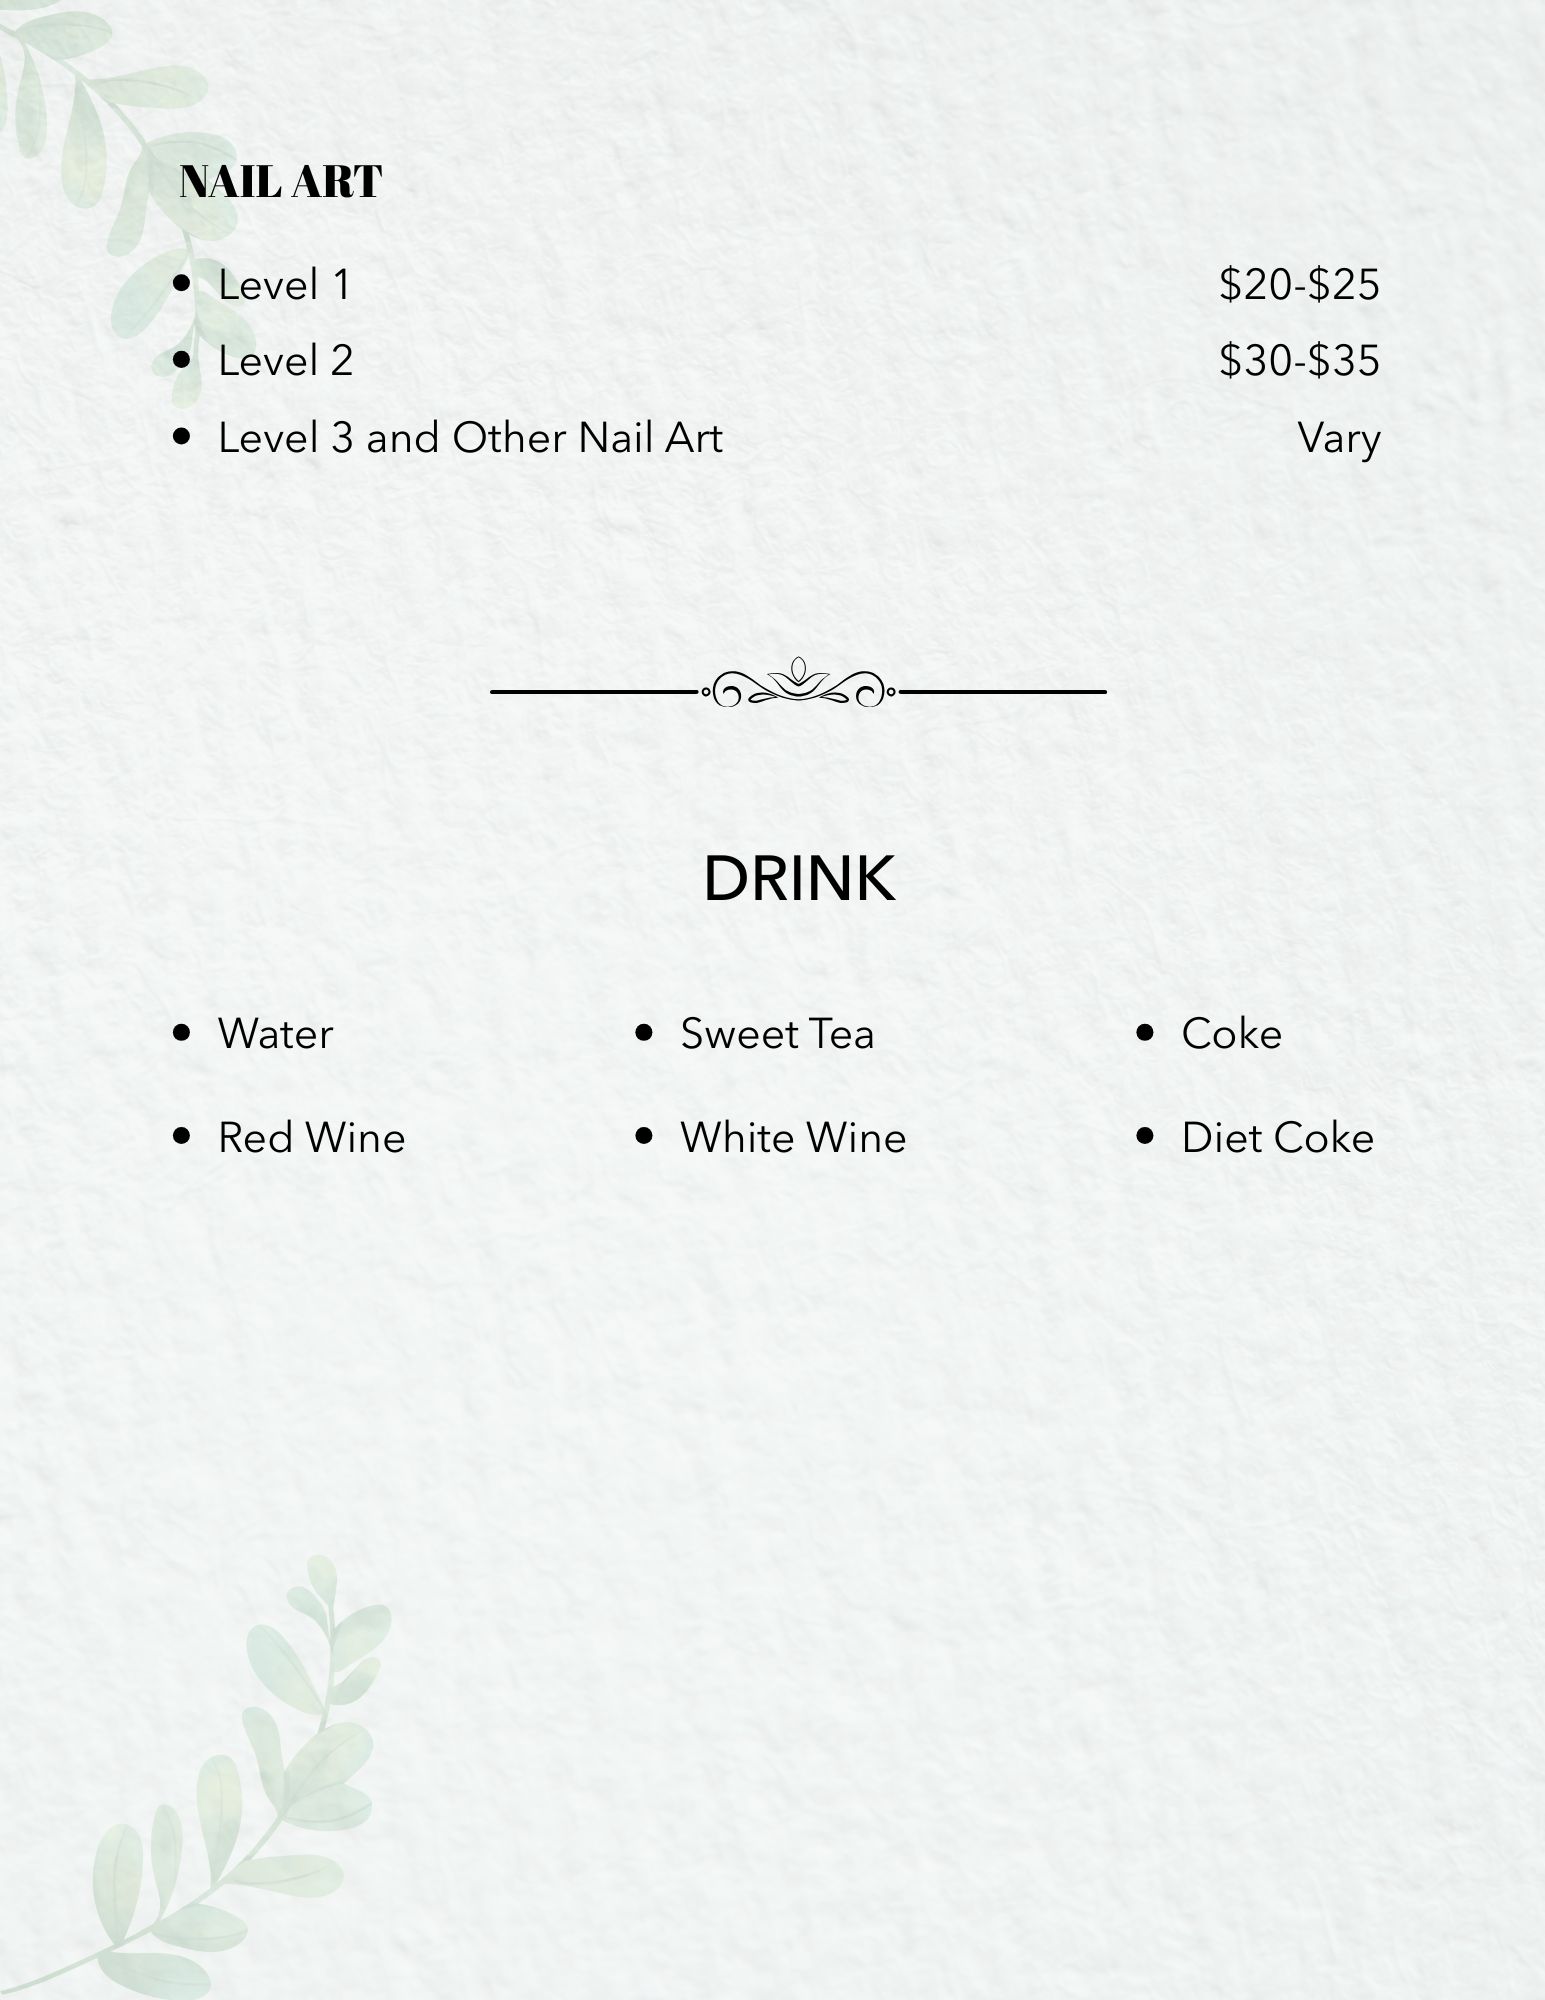 NAIL ART
• Level 1 $20-$25
• Level 2 $30-$35
• Level 3 and Other Nail Art Vary
DRINK
• Water • Sweet Tea • Coke
• Red Wine • White Wine • Diet Coke